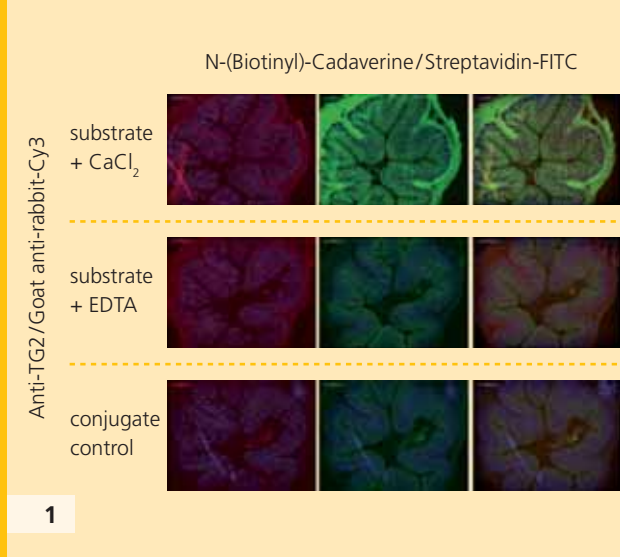 N-(Biotinyl)-Cadaverine/Streptavidin-FITC
Anti-TG2/Goat anti-rabbit-Cy3
substrate
+ CaCl₂
substrate
+ EDTA
conjugate
control
1